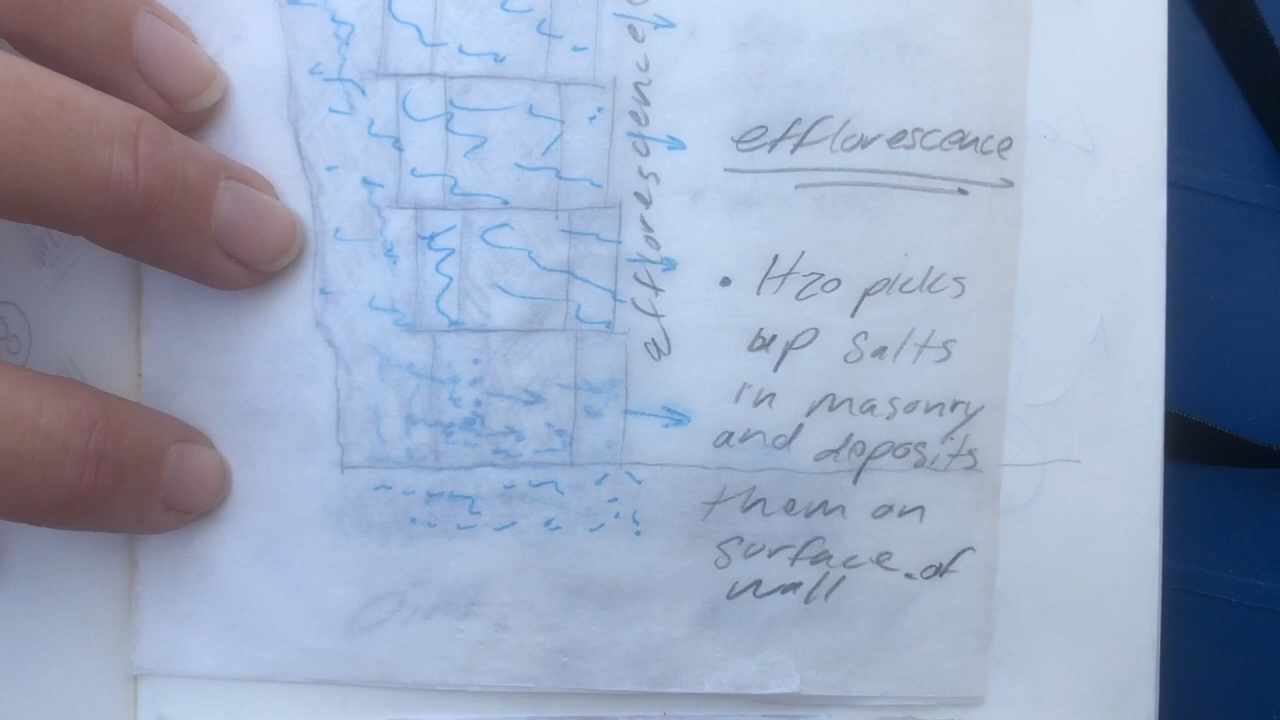 efflorescence
efflorescence
• H2O picks
up salts
in masonry
and deposits
them on
surface of
wall